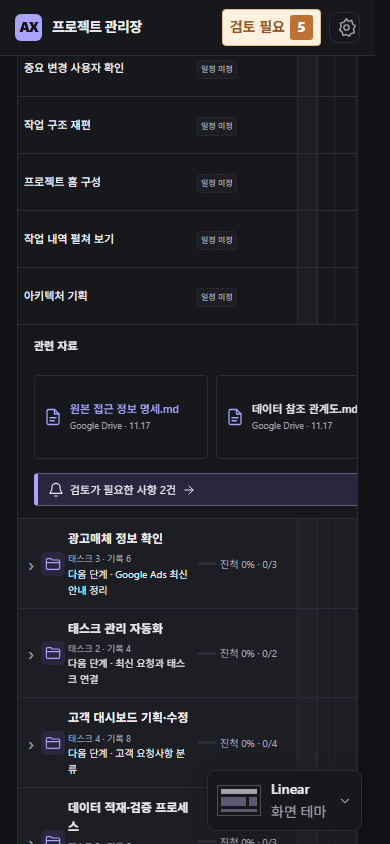 AX 프로젝트 관리장 검토 필요 5
중요 변경 사용자 확인 일정 미정
작업 구조 재편 일정 미정
프로젝트 홈 구성 일정 미정
작업 내역 펼쳐 보기 일정 미정
아키텍처 기획 일정 미정
관련 자료
원본 접근 정보 명세.md
Google Drive · 11.17
데이터 참조 관계도.md
Google Drive · 11.17
검토가 필요한 사항 2건 →
광고매체 정보 확인
태스크 3 · 기록 6
다음 단계 · Google Ads 최신
안내 정리
진척 0% · 0/3
태스크 관리 자동화
태스크 2 · 기록 4
다음 단계 · 최신 요청과 태스
크 연결
진척 0% · 0/2
고객 대시보드 기획·수정
태스크 4 · 기록 8
다음 단계 · 고객 요청사항 분
류
진척 0% · 0/4
데이터 적재·검증 프로세
스
진척 0% · 0/3
Linear
화면 테마